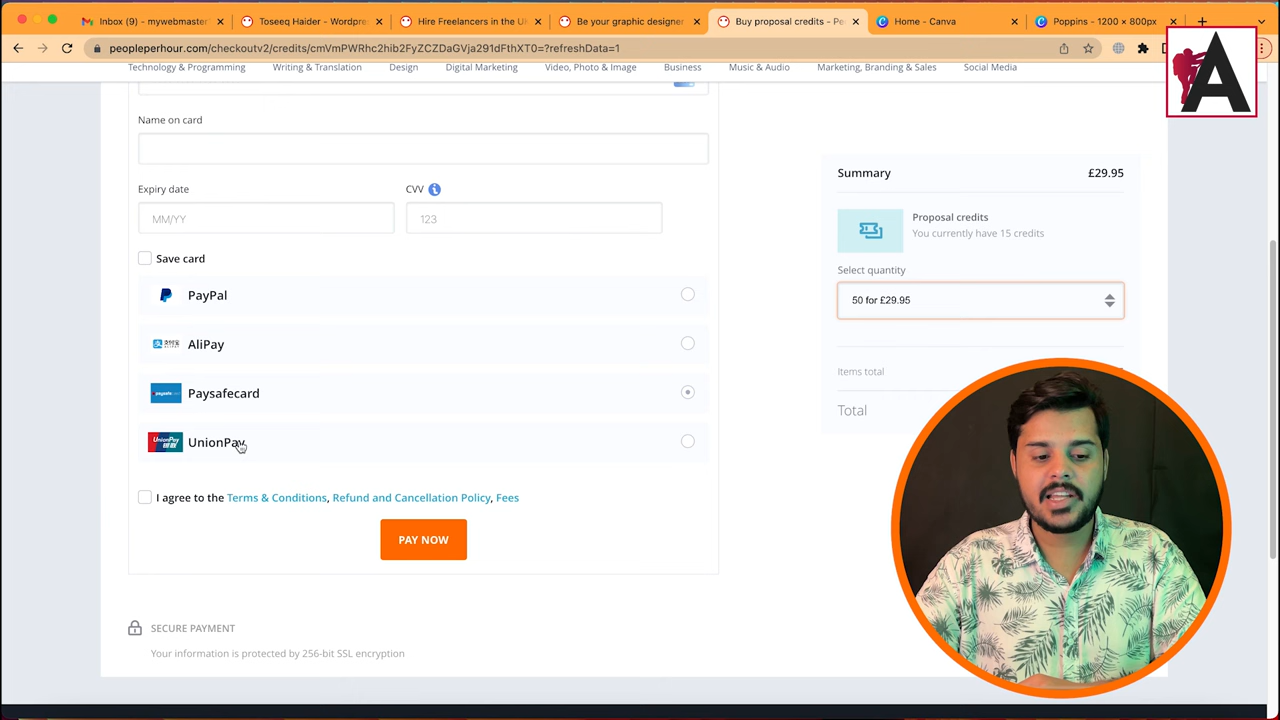 Inbox (13) - mywebmaster
Toseeq Haider - Wordpres
Hire Freelancers in the U
Be your graphic designer
Buy proposal credits - Pe
Home - Canva
Poppins - 1200 × 800px
peopleperhour.com/checkoutv2/credits/cmVmPWRhc2hib2FyZCZDaGVja291dFthXT0=?refreshData=1
Technology & Programming
Writing & Translation
Design
Digital Marketing
Video, Photo & Image
Business
Music & Audio
Marketing, Branding & Sales
Social Media
A
Name on card
Expiry date
CVV
MM/YY
123
Save card
PayPal
AliPay
Paysafecard
UnionPay
I agree to the Terms & Conditions, Refund and Cancellation Policy, Fees
PAY NOW
SECURE PAYMENT
Your information is protected by 256-bit SSL encryption
Summary
£29.95
Proposal credits
You currently have 15 credits
Select quantity
50 for £29.95
Items total
Total